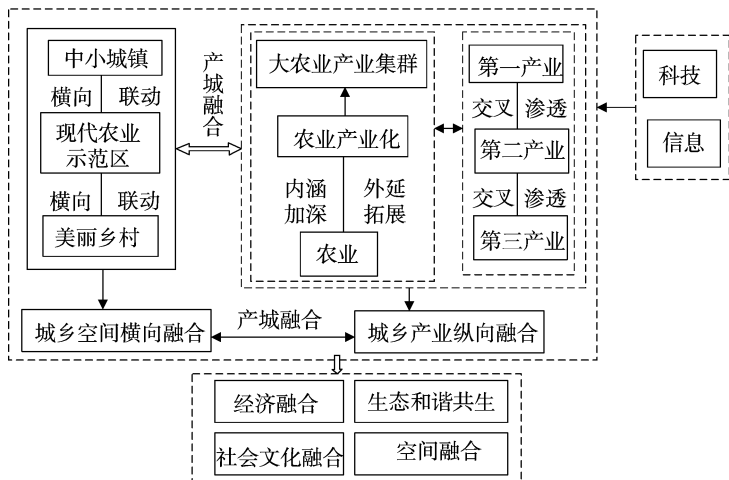 中小城镇
横向 联动
现代农业
示范区
横向 联动
美丽乡村
产城融合
大农业产业集群
农业产业化
内涵 外延
加深 拓展
农业
第一产业
交叉 渗透
第二产业
交叉 渗透
第三产业
科技
信息
城乡空间横向融合
产城融合
城乡产业纵向融合
经济融合
生态和谐共生
社会文化融合
空间融合